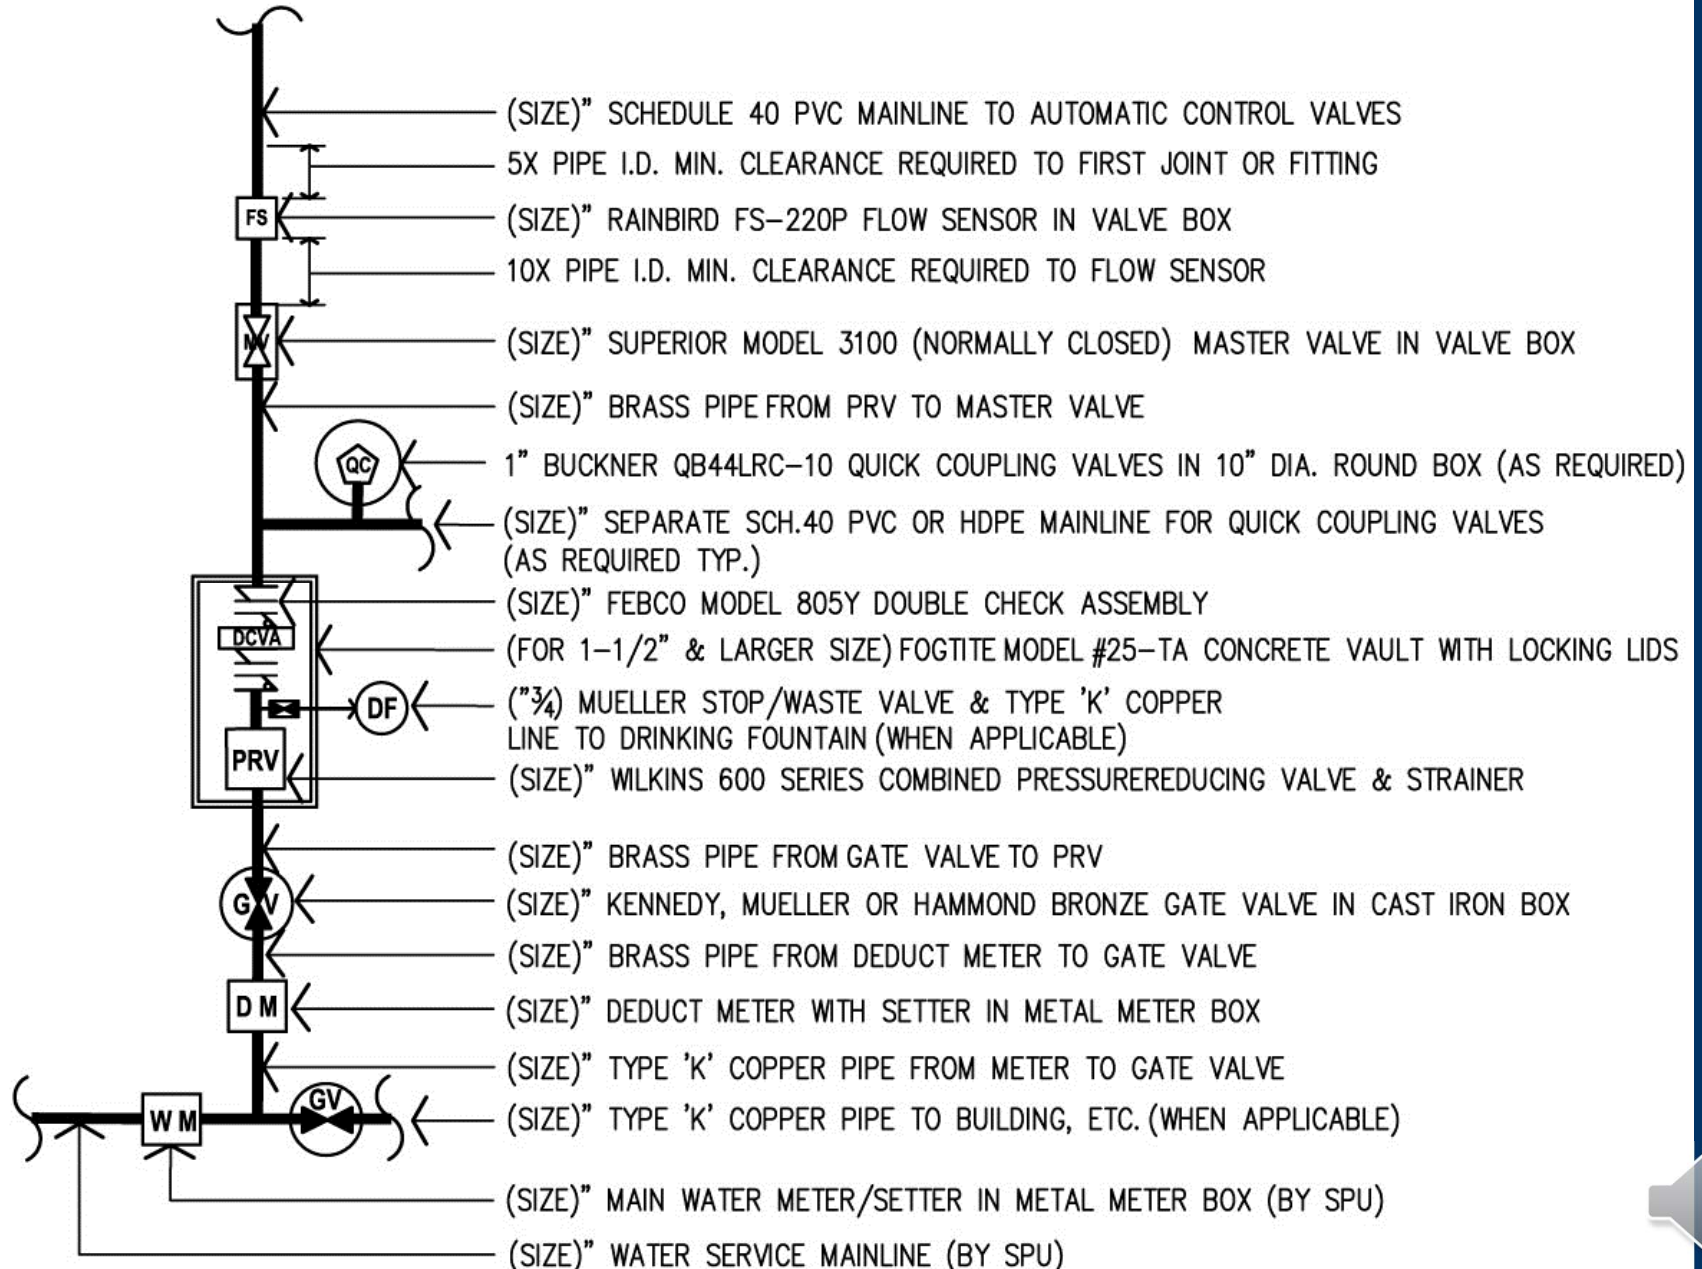 (SIZE)" SCHEDULE 40 PVC MAINLINE TO AUTOMATIC CONTROL VALVES
5X PIPE I.D. MIN. CLEARANCE REQUIRED TO FIRST JOINT OR FITTING
FS
(SIZE)" RAINBIRD FS-220P FLOW SENSOR IN VALVE BOX
10X PIPE I.D. MIN. CLEARANCE REQUIRED TO FLOW SENSOR
MV
(SIZE)" SUPERIOR MODEL 3100 (NORMALLY CLOSED) MASTER VALVE IN VALVE BOX
(SIZE)" BRASS PIPE FROM PRV TO MASTER VALVE
QC
1" BUCKNER QB44LRC-10 QUICK COUPLING VALVES IN 10" DIA. ROUND BOX (AS REQUIRED)
(SIZE)" SEPARATE SCH.40 PVC OR HDPE MAINLINE FOR QUICK COUPLING VALVES
(AS REQUIRED TYP.)
(SIZE)" FEBCO MODEL 805Y DOUBLE CHECK ASSEMBLY
DCVA
(FOR 1-1/2" & LARGER SIZE) FOGTITE MODEL #25-TA CONCRETE VAULT WITH LOCKING LIDS
DF
("¾) MUELLER STOP/WASTE VALVE & TYPE 'K' COPPER
LINE TO DRINKING FOUNTAIN (WHEN APPLICABLE)
PRV
(SIZE)" WILKINS 600 SERIES COMBINED PRESSUREREDUCING VALVE & STRAINER
(SIZE)" BRASS PIPE FROM GATE VALVE TO PRV
GV
(SIZE)" KENNEDY, MUELLER OR HAMMOND BRONZE GATE VALVE IN CAST IRON BOX
(SIZE)" BRASS PIPE FROM DEDUCT METER TO GATE VALVE
D M
(SIZE)" DEDUCT METER WITH SETTER IN METAL METER BOX
(SIZE)" TYPE 'K' COPPER PIPE FROM METER TO GATE VALVE
W M
GV
(SIZE)" TYPE 'K' COPPER PIPE TO BUILDING, ETC. (WHEN APPLICABLE)
(SIZE)" MAIN WATER METER/SETTER IN METAL METER BOX (BY SPU)
(SIZE)" WATER SERVICE MAINLINE (BY SPU)